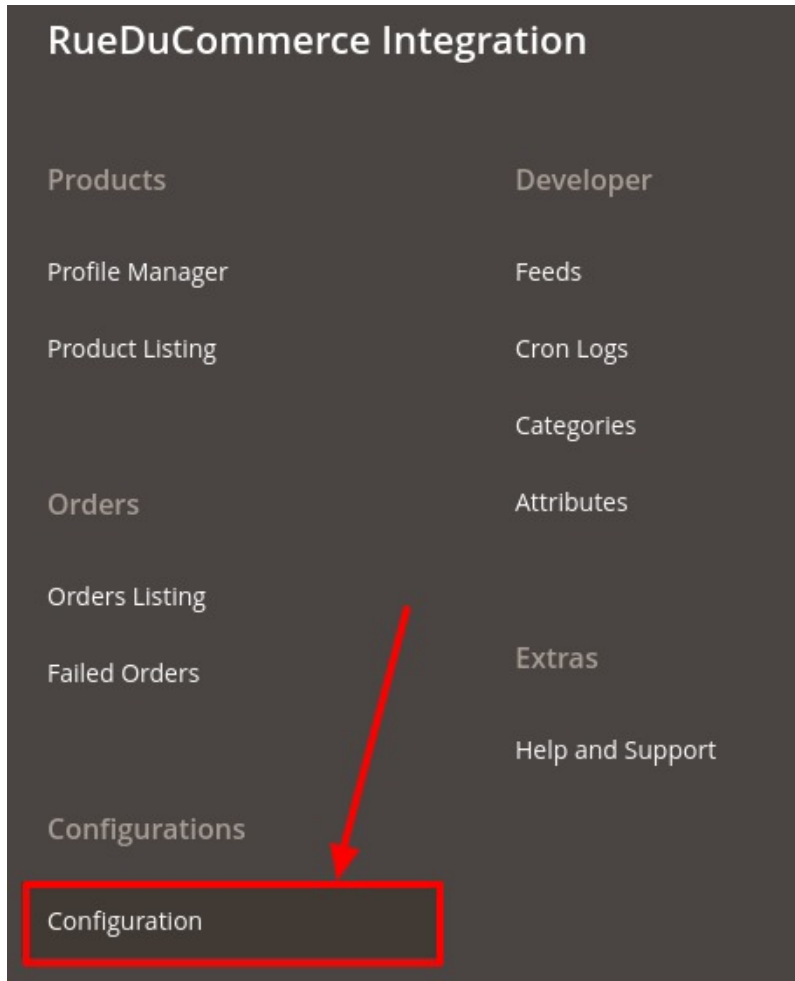 RueDuCommerce Integration
Products
Profile Manager
Product Listing
Orders
Orders Listing
Failed Orders
Configurations
Configuration
Developer
Feeds
Cron Logs
Categories
Attributes
Extras
Help and Support